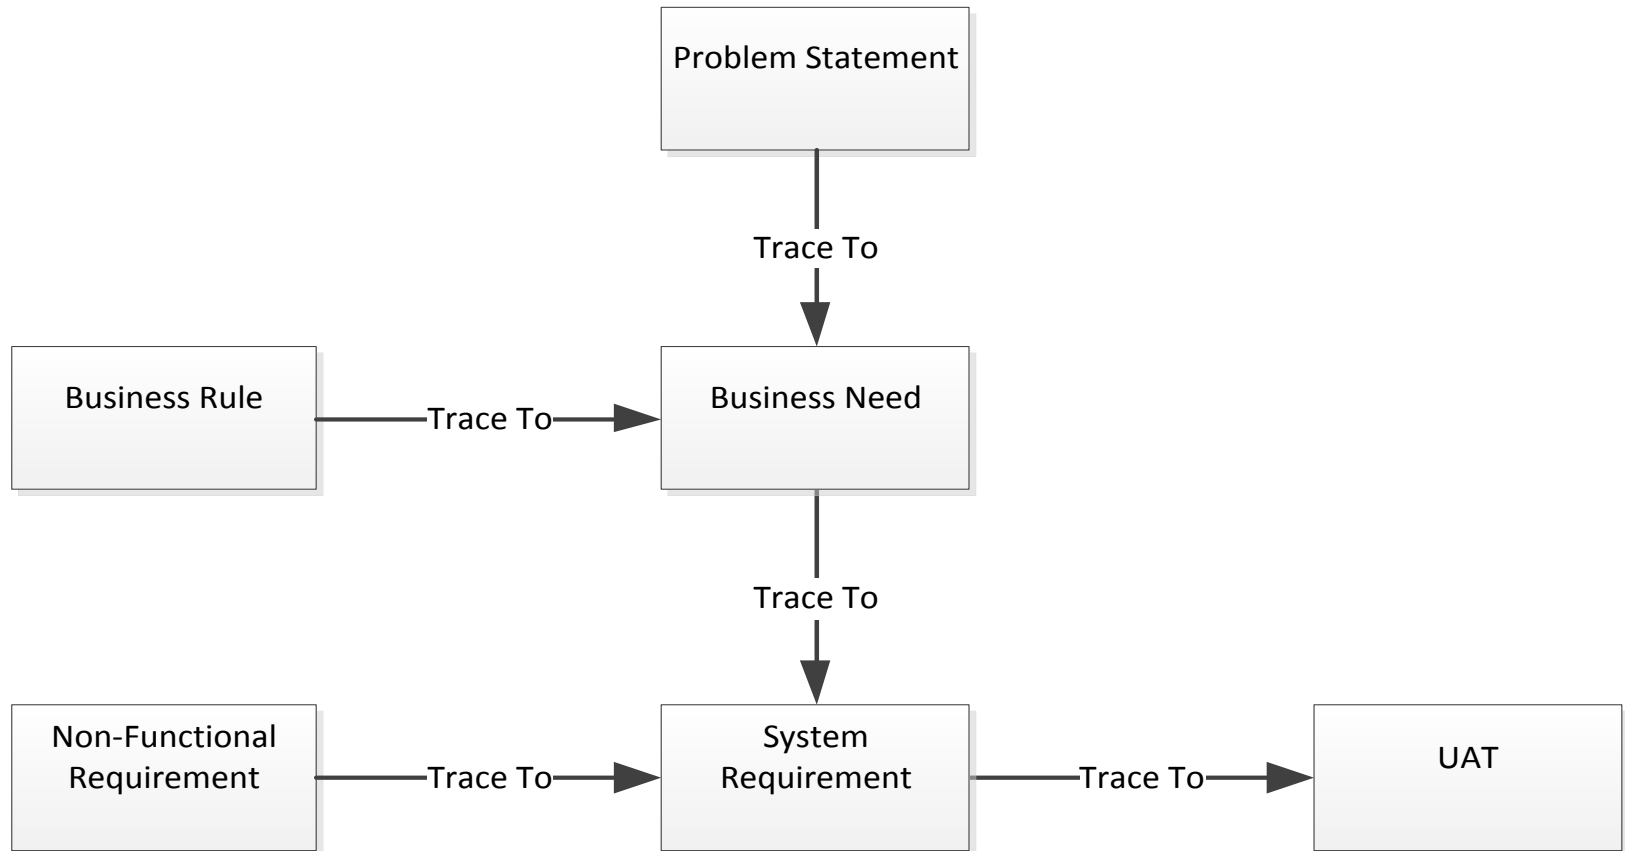 Problem Statement
Trace To
Business Rule
Trace To
Business Need
Trace To
Non-Functional
Requirement
Trace To
System
Requirement
Trace To
UAT